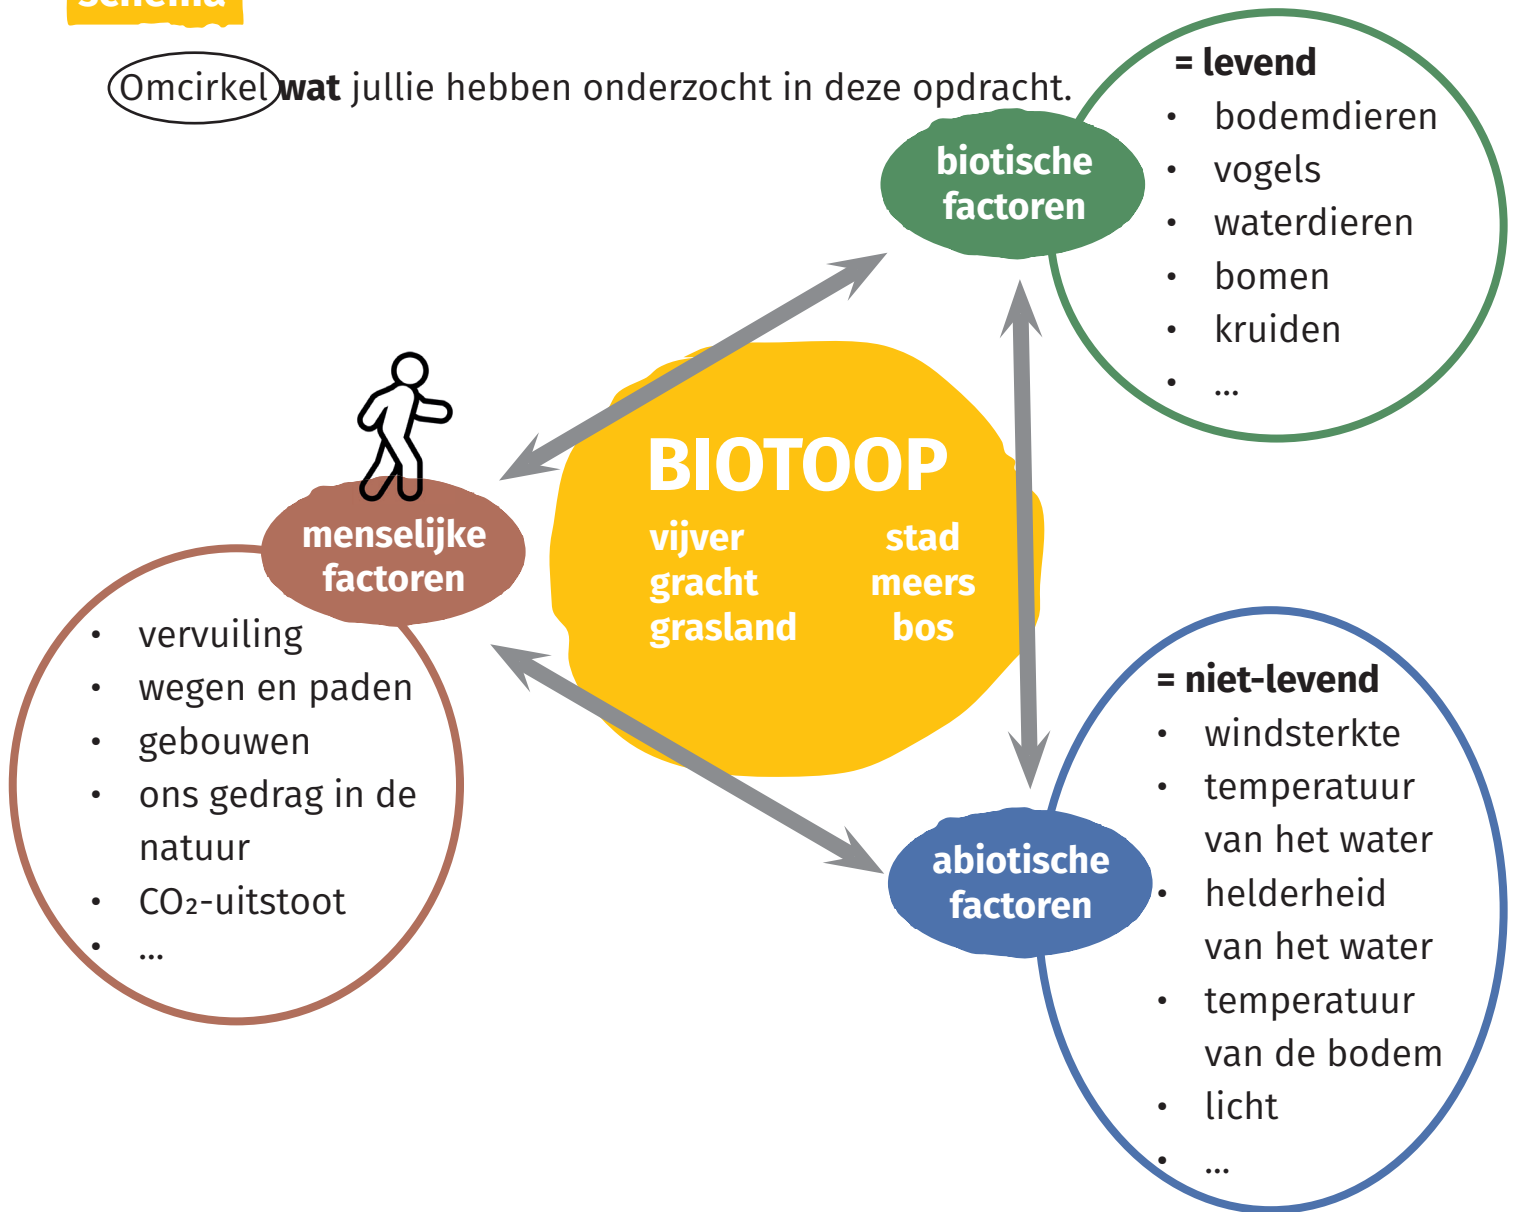 schema
Omcirkel wat jullie hebben onderzocht in deze opdracht.
= levend
• bodemdieren
• vogels
• waterdieren
• bomen
• kruiden
• ...
biotische
factoren
BIOTOOP
vijver stad
gracht meers
grasland bos
menselijke
factoren
• vervuiling
• wegen en paden
• gebouwen
• ons gedrag in de
natuur
• CO₂-uitstoot
• ...
= niet-levend
• windsterkte
• temperatuur
van het water
• helderheid
van het water
• temperatuur
van de bodem
• licht
• ...
abiotische
factoren